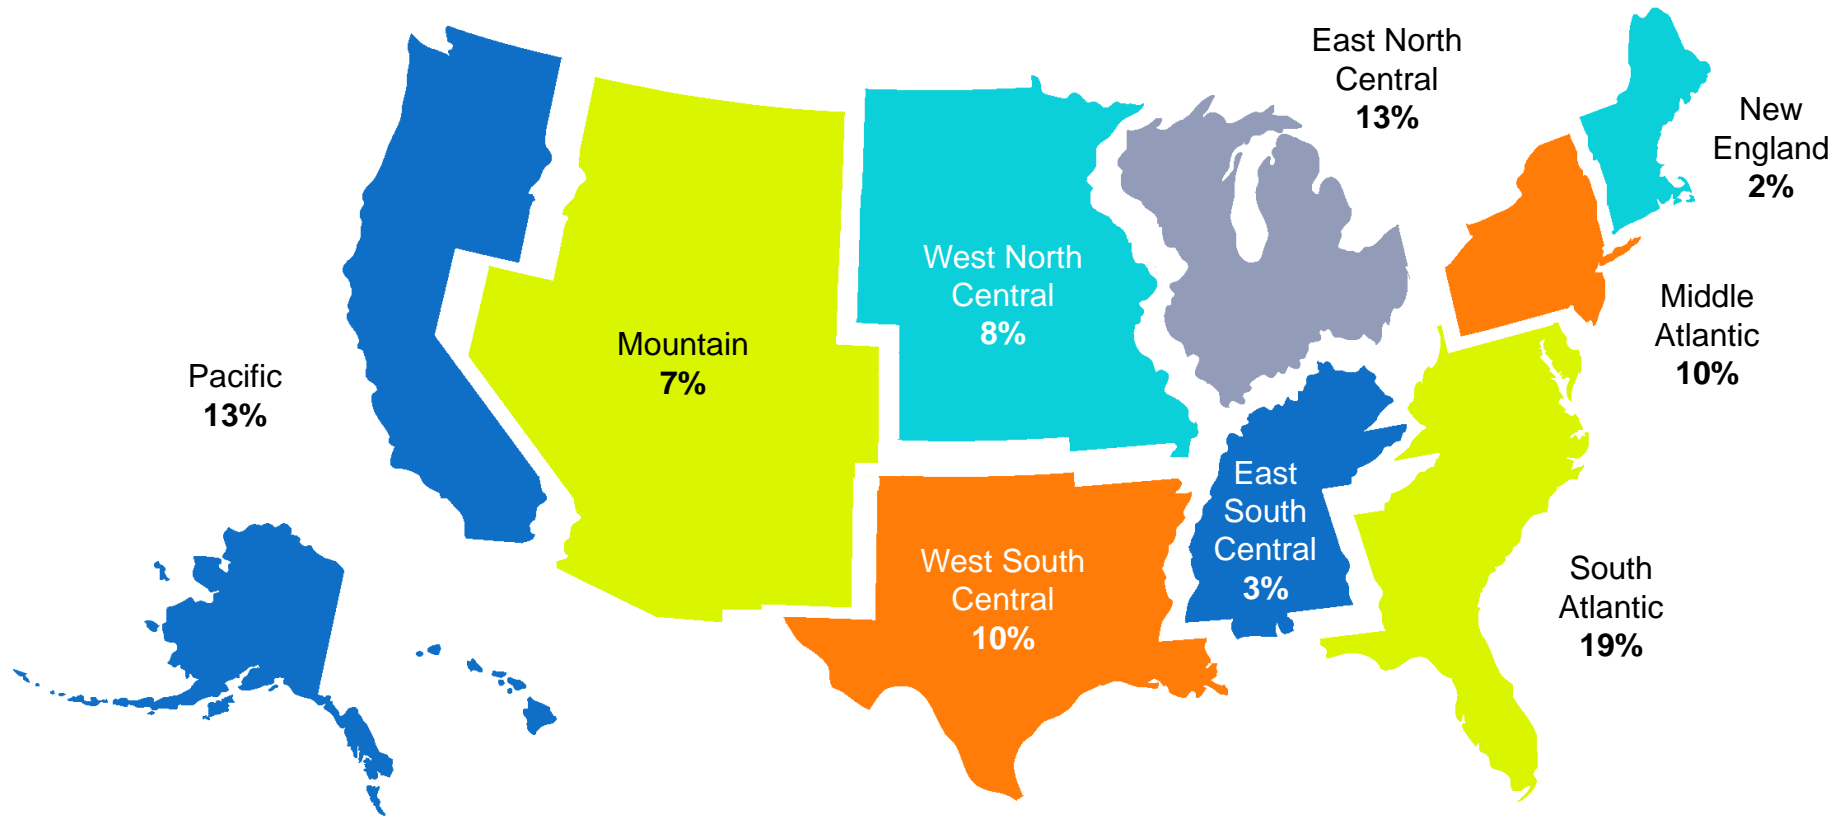 East North
Central
13%
New
England
2%
West North
Central
8%
Middle
Atlantic
10%
Mountain
7%
Pacific
13%
East
South
Central
3%
West South
Central
10%
South
Atlantic
19%